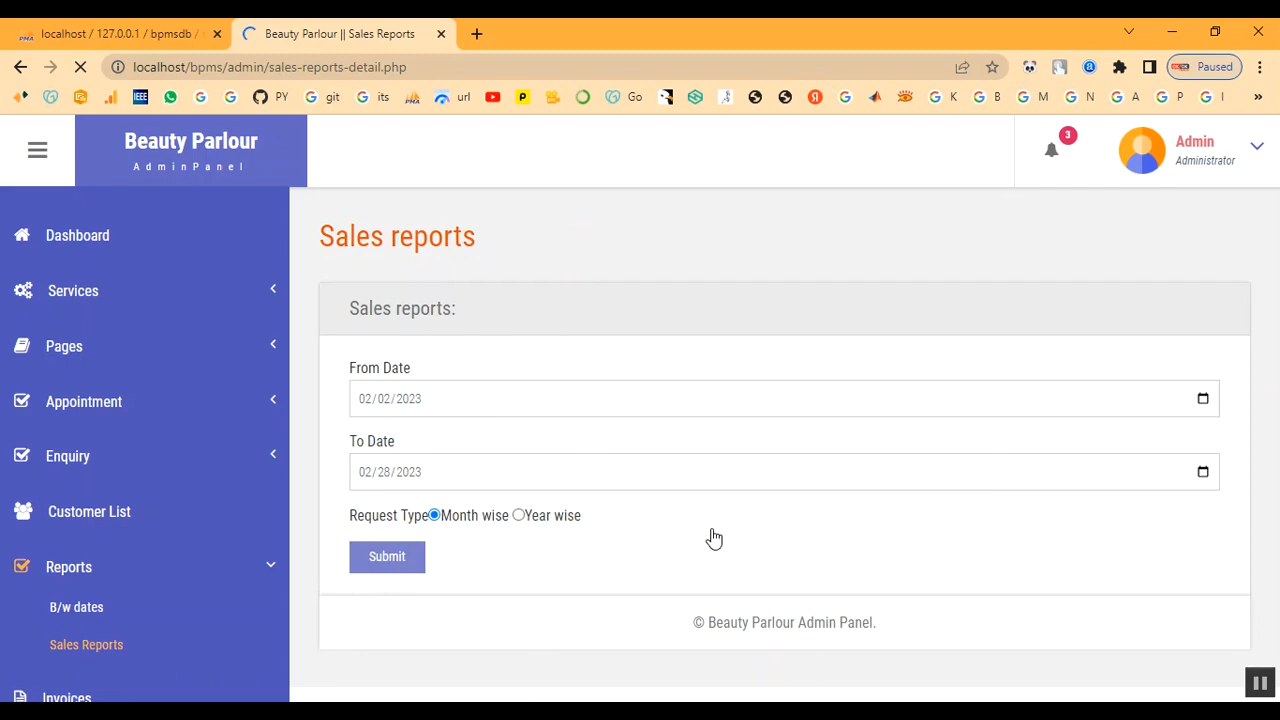 localhost / 127.0.0.1 / bpmsdb /
Beauty Parlour || Sales Reports
localhost/bpms/admin/sales-reports-detail.php
Paused
IEEE PY git its PMA url Go K B M N A P I »
Beauty Parlour
AdminPanel
3
Admin
Administrator
Dashboard
Services
Pages
Appointment
Enquiry
Customer List
Reports
B/w dates
Sales Reports
Invoices
Sales reports
Sales reports:
From Date
02/02/2023
To Date
02/28/2023
Request Type Month wise Year wise
Submit
© Beauty Parlour Admin Panel.